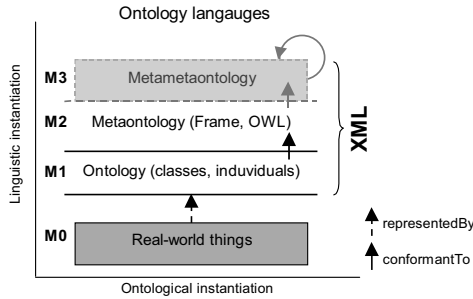 Ontology langauges
Linguistic instantiation
M3 Metametaontology
M2 Metaontology (Frame, OWL)
M1 Ontology (classes, induviduals)
XML
M0 Real-world things
representedBy
conformantTo
Ontological instantiation